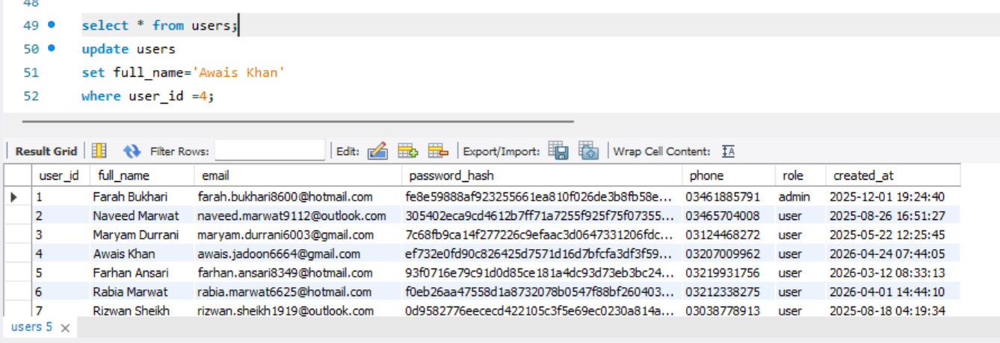 48
49 select * from users;
50 update users
51 set full_name='Awais Khan'
52 where user_id =4;
Result Grid Filter Rows: Edit: Export/Import: Wrap Cell Content:
user_id full_name email password_hash phone role created_at
1 Farah Bukhari farah.bukhari8600@hotmail.com fe8e59888af923255661ea810f026de3b8fb58e... 03461885791 admin 2025-12-01 19:24:40
2 Naveed Marwat naveed.marwat9112@outlook.com 305402eca9cd4612b7ff71a7255f925f75f07355... 03465704008 user 2025-08-26 16:51:27
3 Maryam Durrani maryam.durrani6003@gmail.com 7c68fb9ca14f277226c9efaac3d0647331206fdc... 03124468272 user 2025-05-22 12:25:45
4 Awais Khan awais.jadoon6664@gmail.com ef732e0fd90c826425d7571d16d7bfcfa3df3f59... 03207009962 user 2026-04-24 07:44:05
5 Farhan Ansari farhan.ansari8349@hotmail.com 93f0716e79c91d0d85ce181a4dc93d73eb3bc24... 03219931756 user 2026-03-12 08:33:13
6 Rabia Marwat rabia.marwat6625@hotmail.com f0eb26aa47558d1a8732078b0547f88bf260403... 03212338275 user 2026-04-01 14:44:10
7 Rizwan Sheikh rizwan.sheikh1919@outlook.com 0d9582776eececd422105c3f5e69ec0230a814a... 03038778913 user 2025-08-18 04:19:34
users 5